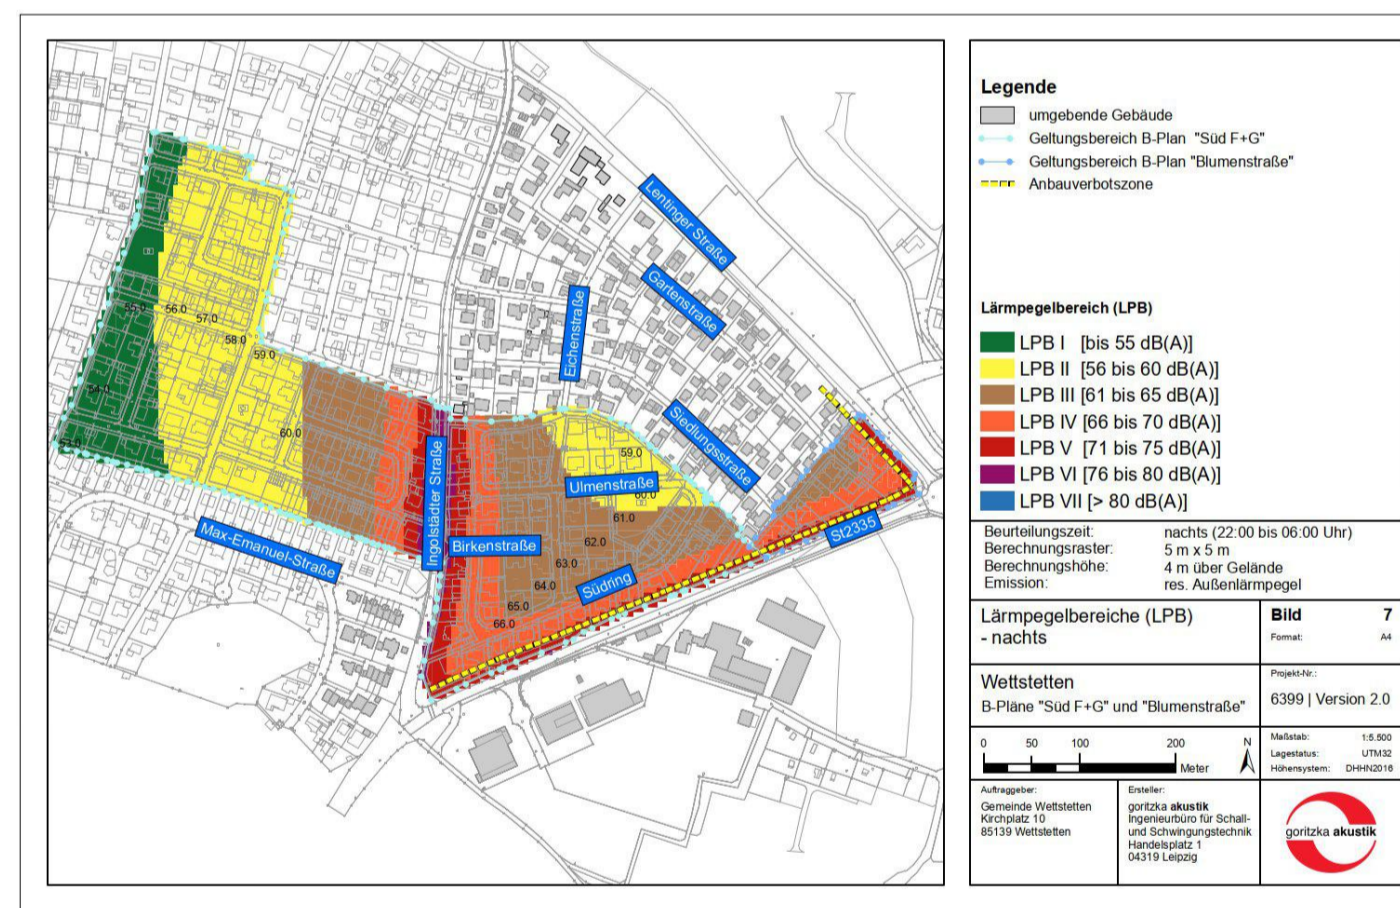 Lentinger Straße
Gartenstraße
Eichenstraße
Siedlungsstraße
Ingolstädter Straße
Ulmenstraße
Birkenstraße
Max-Emanuel-Straße
Südring
St2335
55.0
56.0
57.0
58.0
59.0
54.0
53.0
60.0
59.0
60.0
61.0
62.0
63.0
64.0
65.0
66.0
Legende
umgebende Gebäude
Geltungsbereich B-Plan "Süd F+G"
Geltungsbereich B-Plan "Blumenstraße"
Anbauverbotszone
Lärmpegelbereich (LPB)
LPB I [bis 55 dB(A)]
LPB II [56 bis 60 dB(A)]
LPB III [61 bis 65 dB(A)]
LPB IV [66 bis 70 dB(A)]
LPB V [71 bis 75 dB(A)]
LPB VI [76 bis 80 dB(A)]
LPB VII [> 80 dB(A)]
Beurteilungszeit: nachts (22:00 bis 06:00 Uhr)
Berechnungsraster: 5 m x 5 m
Berechnungshöhe: 4 m über Gelände
Emission: res. Außenlärmpegel
Lärmpegelbereiche (LPB)
- nachts
Bild 7
Format: A4
Wettstetten
B-Pläne "Süd F+G" und "Blumenstraße"
Projekt-Nr.:
6399 | Version 2.0
0 50 100 200
Meter
N
Maßstab: 1:5.500
Lagestatus: UTM32
Höhensystem: DHHN2016
Auftraggeber:
Gemeinde Wettstetten
Kirchplatz 10
85139 Wettstetten
Ersteller:
goritzka akustik
Ingenieurbüro für Schall-
und Schwingungstechnik
Handelsplatz 1
04319 Leipzig
goritzka akustik